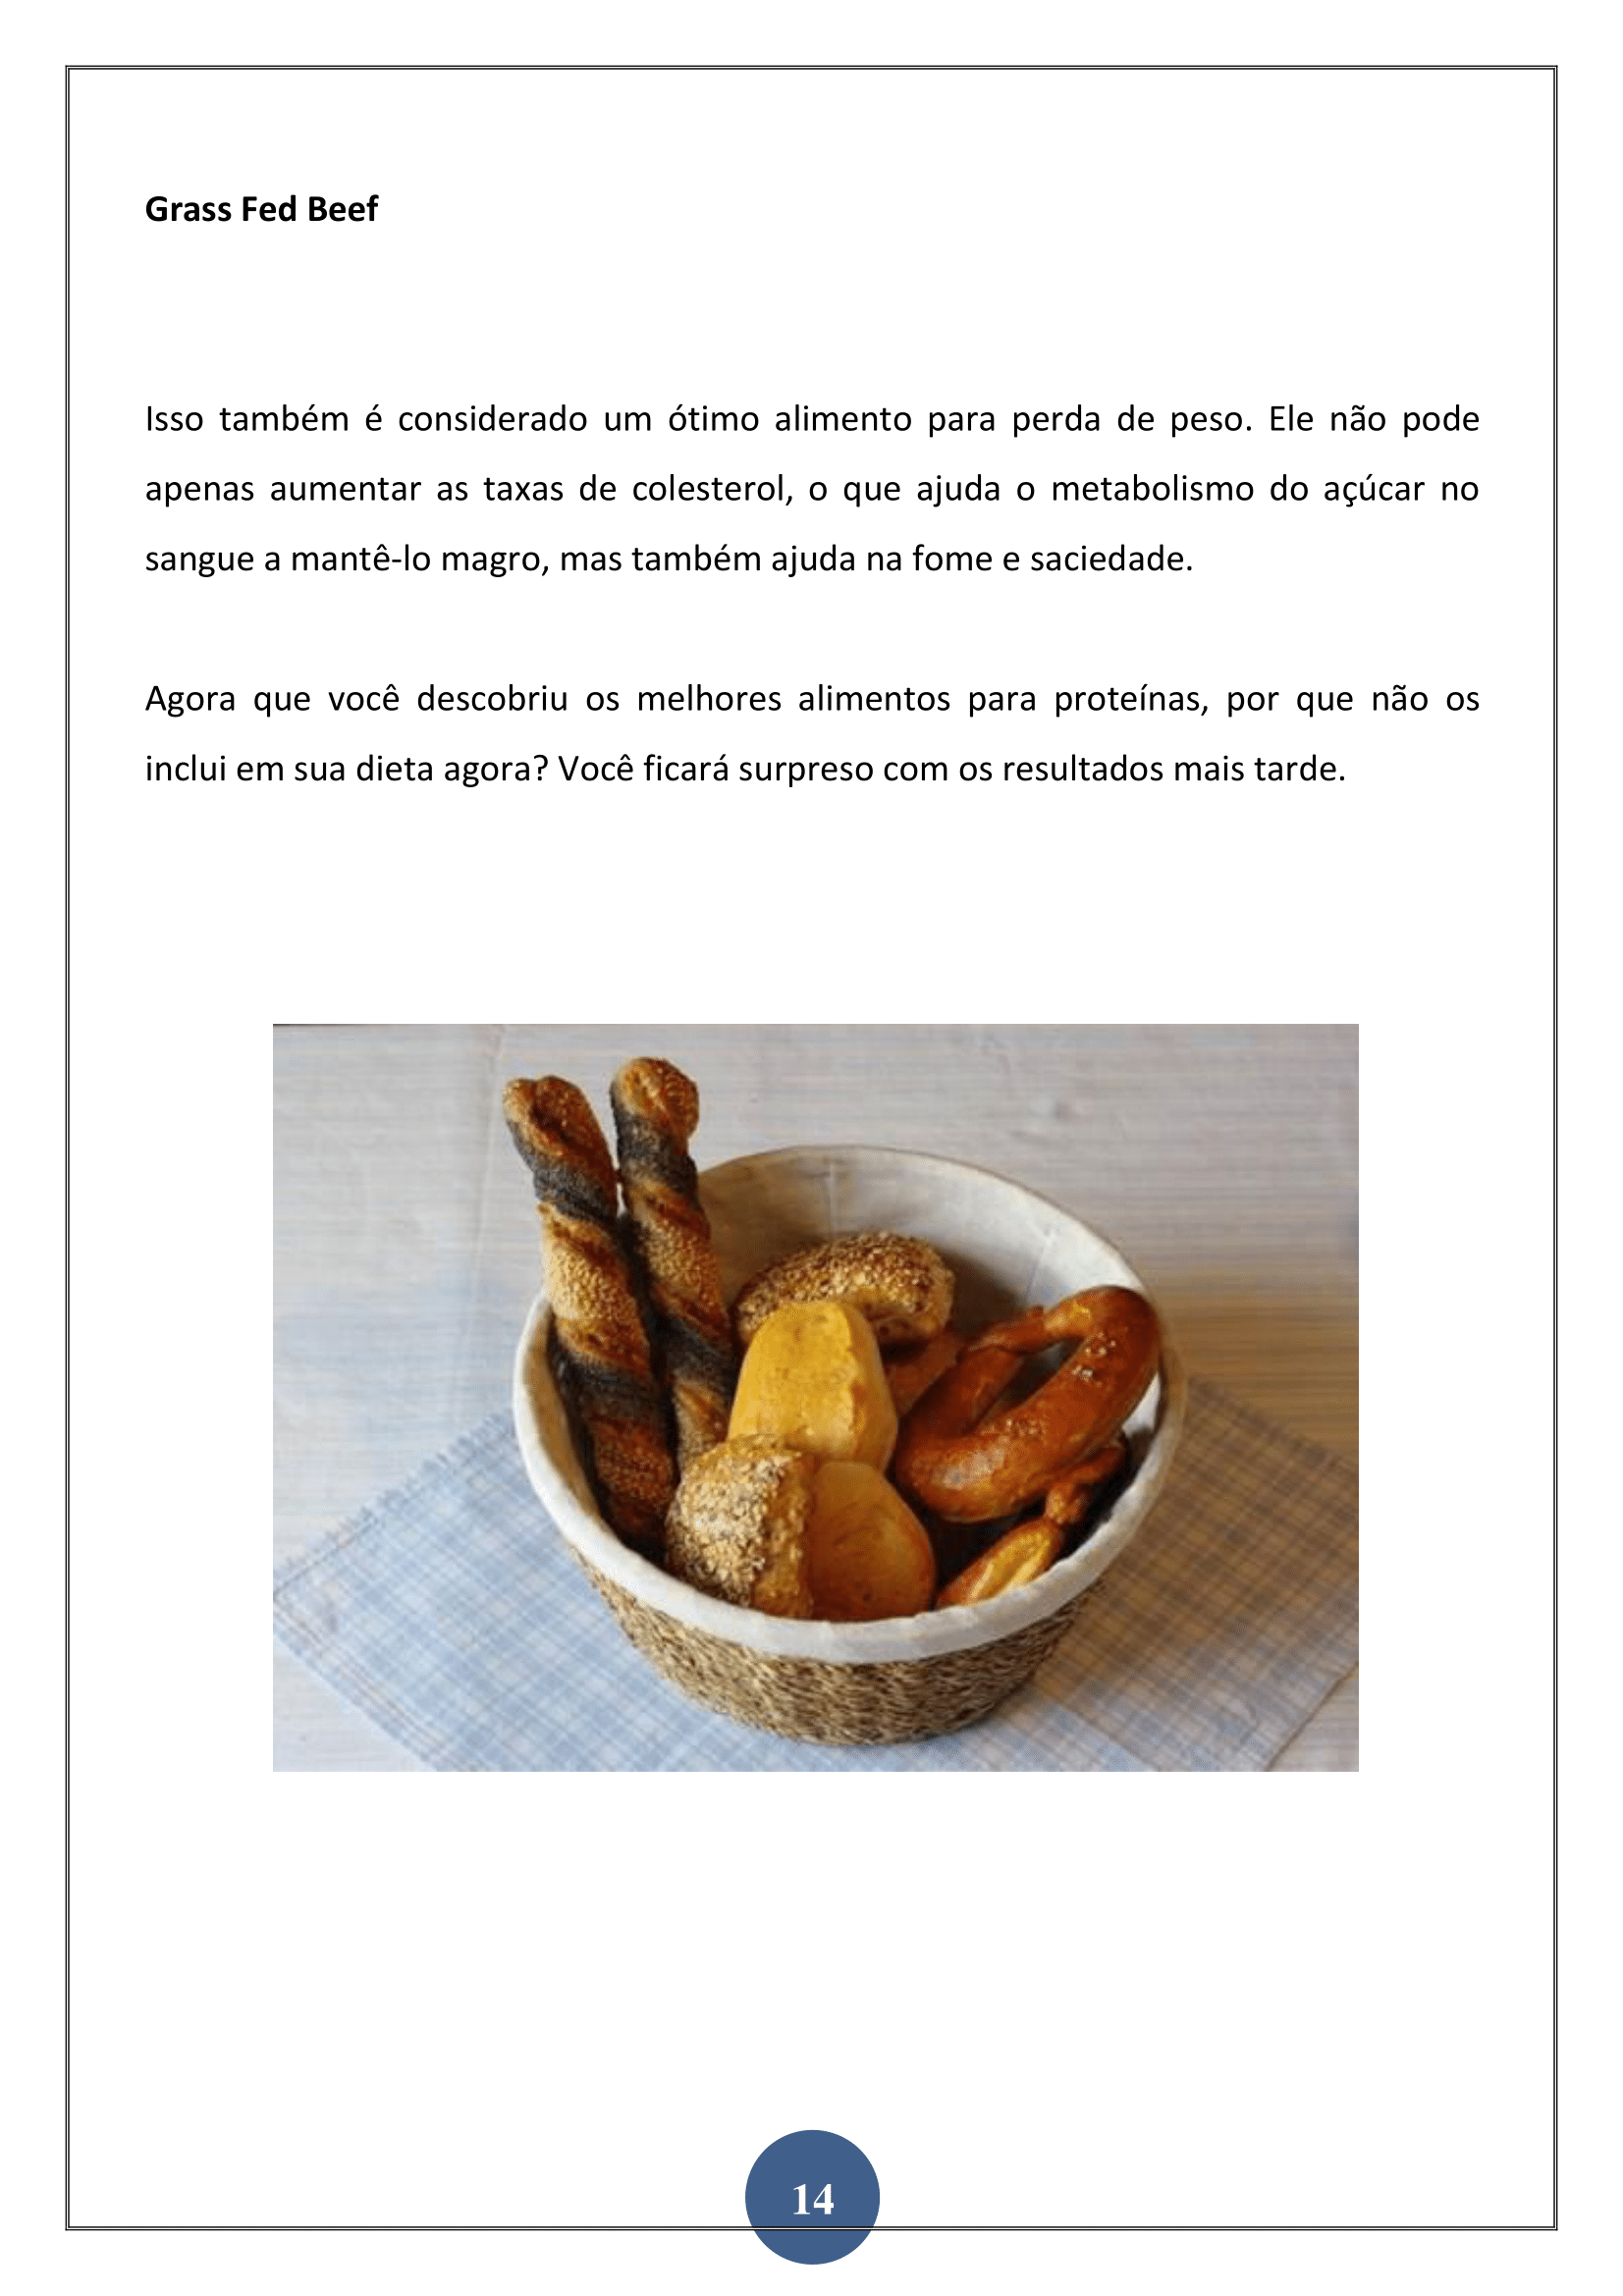 Grass Fed Beef
Isso também é considerado um ótimo alimento para perda de peso. Ele não pode
apenas aumentar as taxas de colesterol, o que ajuda o metabolismo do açúcar no
sangue a mantê-lo magro, mas também ajuda na fome e saciedade.
Agora que você descobriu os melhores alimentos para proteínas, por que não os
inclui em sua dieta agora? Você ficará surpreso com os resultados mais tarde.
14